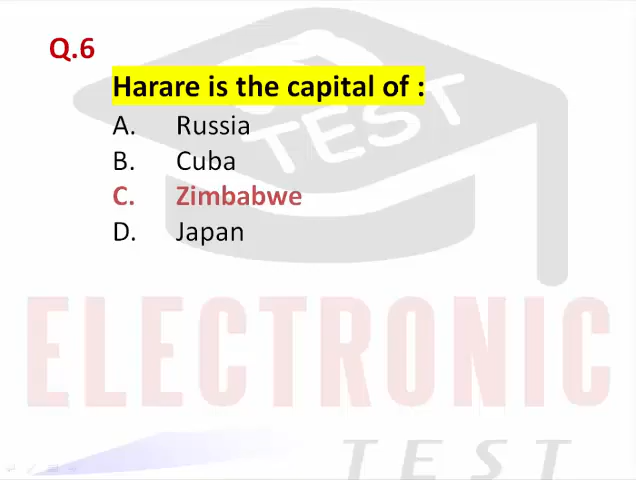 Q.6
Harare is the capital of :
A. Russia
B. Cuba
C. Zimbabwe
D. Japan
TEST
ELECTRONIC
TEST